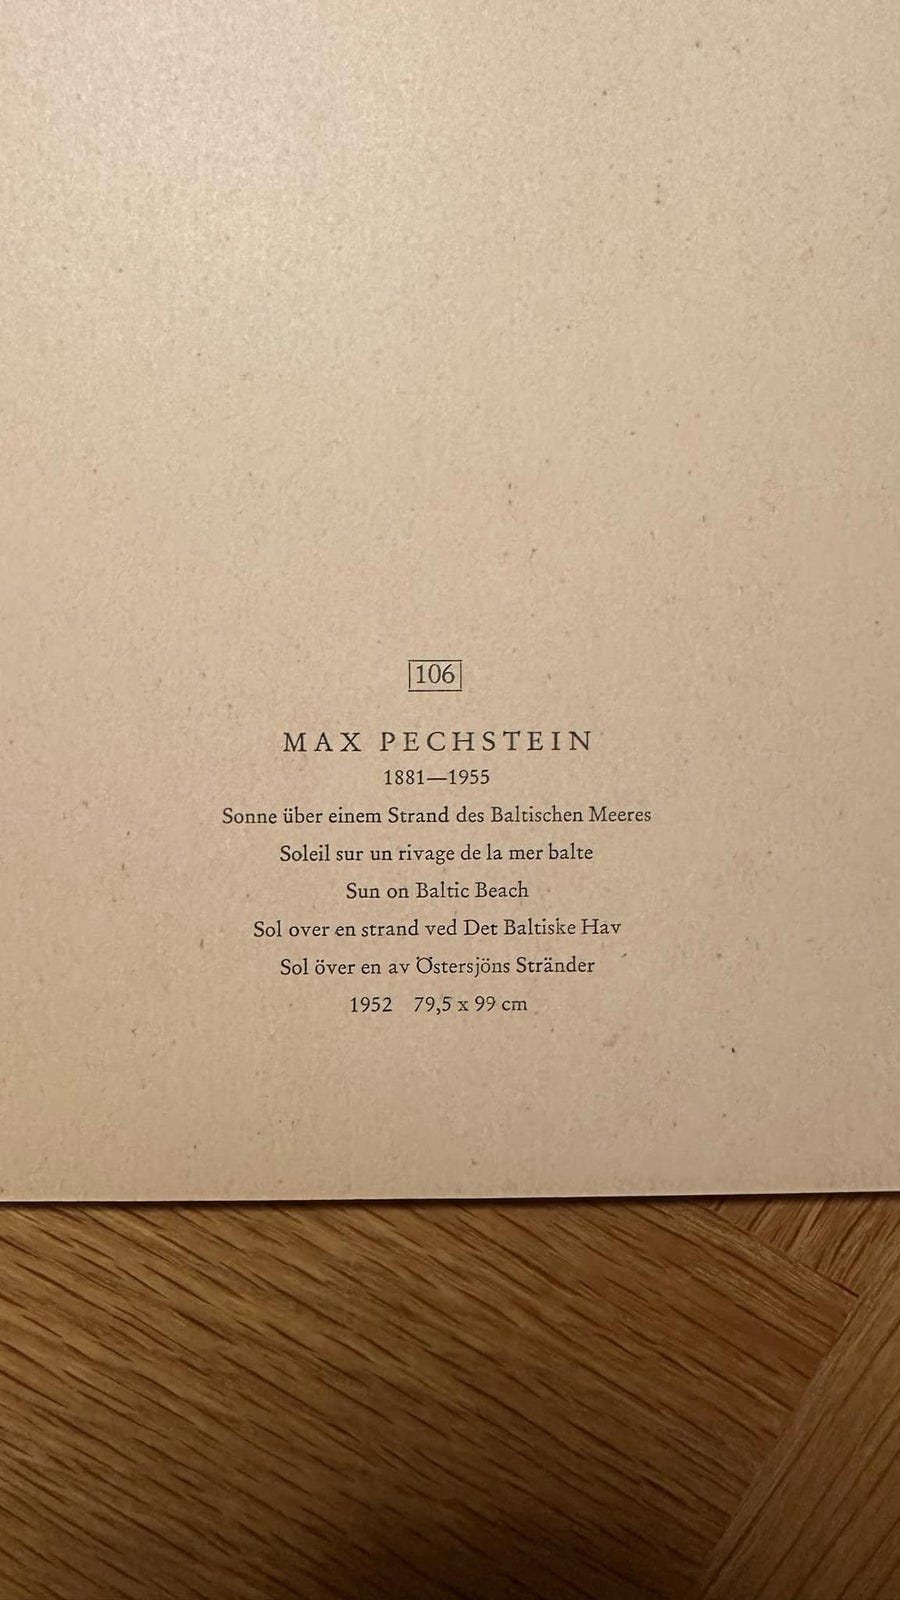 106
MAX PECHSTEIN
1881—1955
Sonne über einem Strand des Baltischen Meeres
Soleil sur un rivage de la mer balte
Sun on Baltic Beach
Sol over en strand ved Det Baltiske Hav
Sol över en av Östersjöns Stränder
1952 79,5 x 99 cm